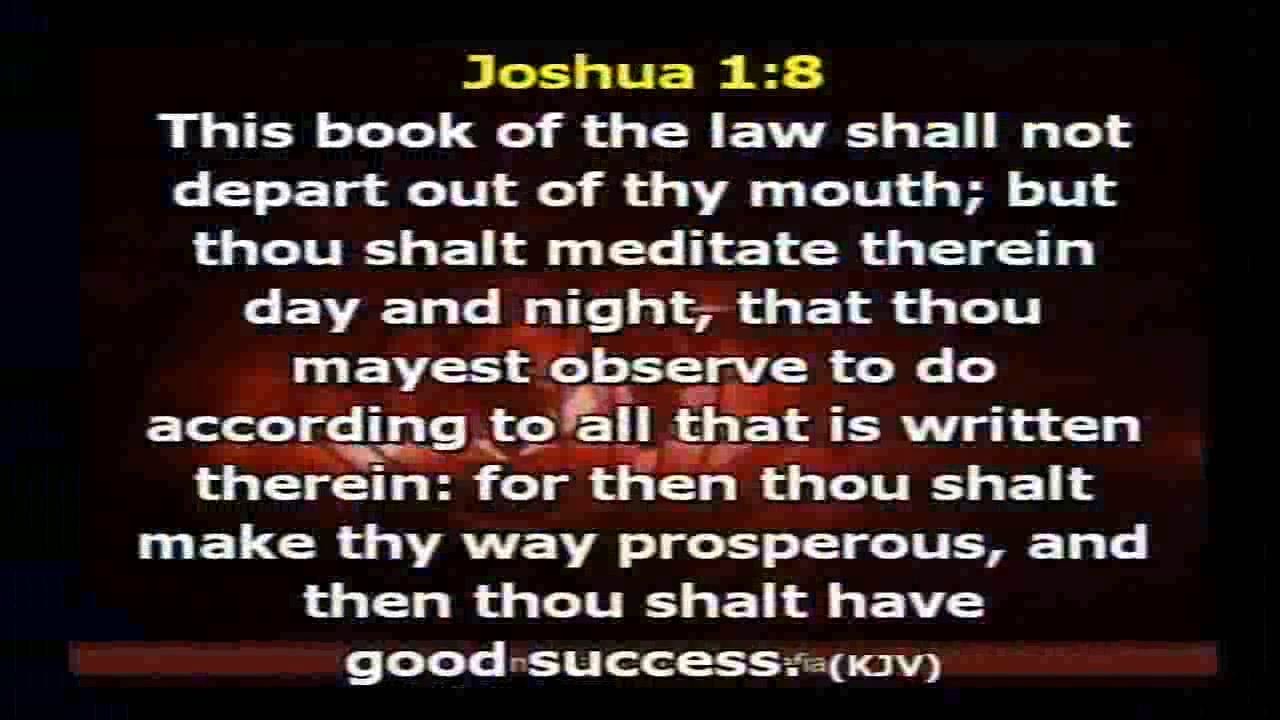 Joshua 1:8
This book of the law shall not
depart out of thy mouth; but
thou shalt meditate therein
day and night, that thou
mayest observe to do
according to all that is written
therein: for then thou shalt
make thy way prosperous, and
then thou shalt have
good success. (KJV)